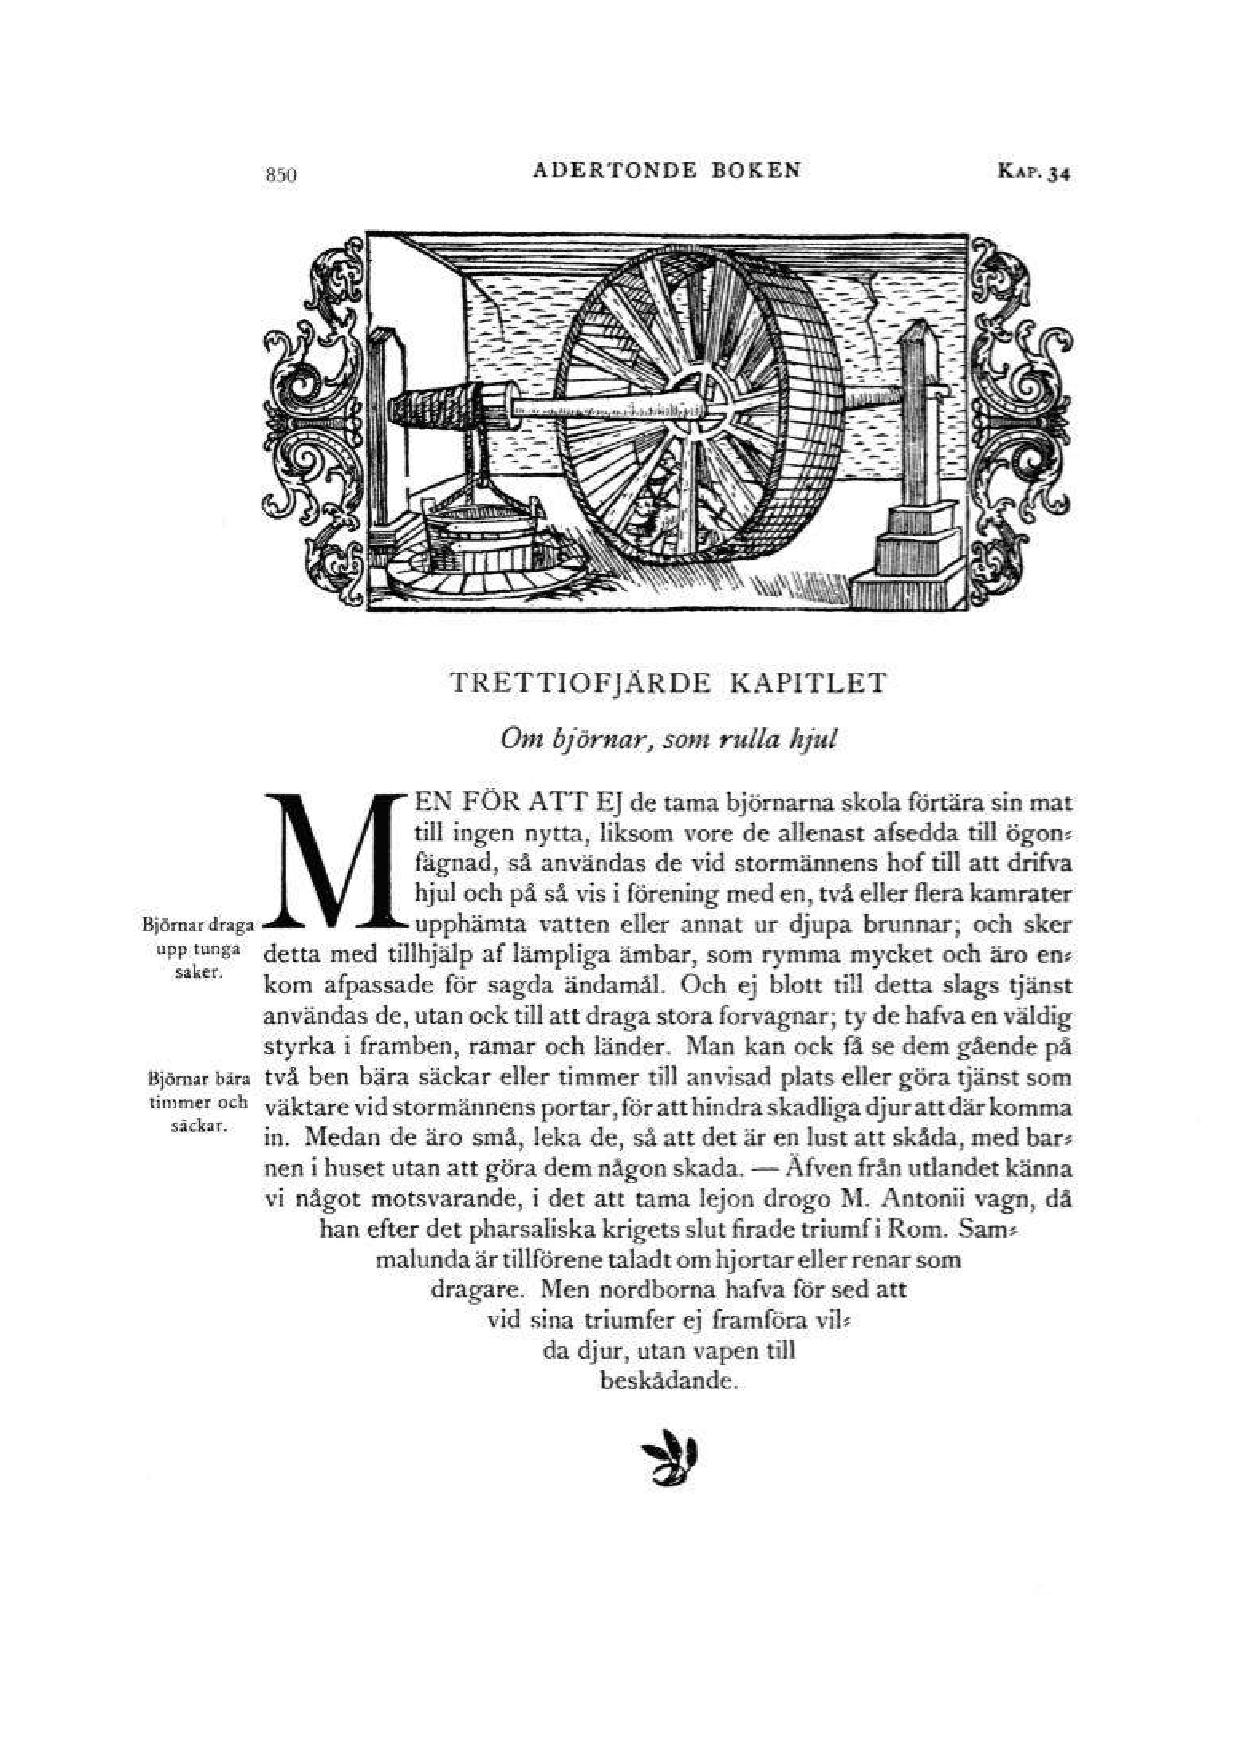 850 ADERTONDE BOKEN KAP. 34
TRETTIOFJÄRDE KAPITLET
Om björnar, som rulla hjul
MEN FÖR ATT EJ de tama björnarna skola förtära sin mat
till ingen nytta, liksom vore de allenast afsedda till ögon-
fägnad, så användas de vid stormännens hof till att drifva
hjul och på så vis i förening med en, två eller flera kamrater
upphämta vatten eller annat ur djupa brunnar; och sker
detta med tillhjälp af lämpliga ämbar, som rymma mycket och äro en-
kom afpassade för sagda ändamål. Och ej blott till detta slags tjänst
användas de, utan ock till att draga stora forvagnar; ty de hafva en väldig
styrka i framben, ramar och länder. Man kan ock få se dem gående på
två ben bära säckar eller timmer till anvisad plats eller göra tjänst som
väktare vid stormännens portar, för att hindra skadliga djur att där komma
in. Medan de äro små, leka de, så att det är en lust att skåda, med bar-
nen i huset utan att göra dem någon skada. — Äfven från utlandet känna
vi något motsvarande, i det att tama lejon drogo M. Antonii vagn, då
han efter det pharsaliska krigets slut firade triumf i Rom. Sam-
malunda är tillförene taladt om hjortar eller renar som
dragare. Men nordborna hafva för sed att
vid sina triumfer ej framföra vil-
da djur, utan vapen till
beskådande.
Björnar draga
upp tunga
saker.
Björnar bära
timmer och
säckar.